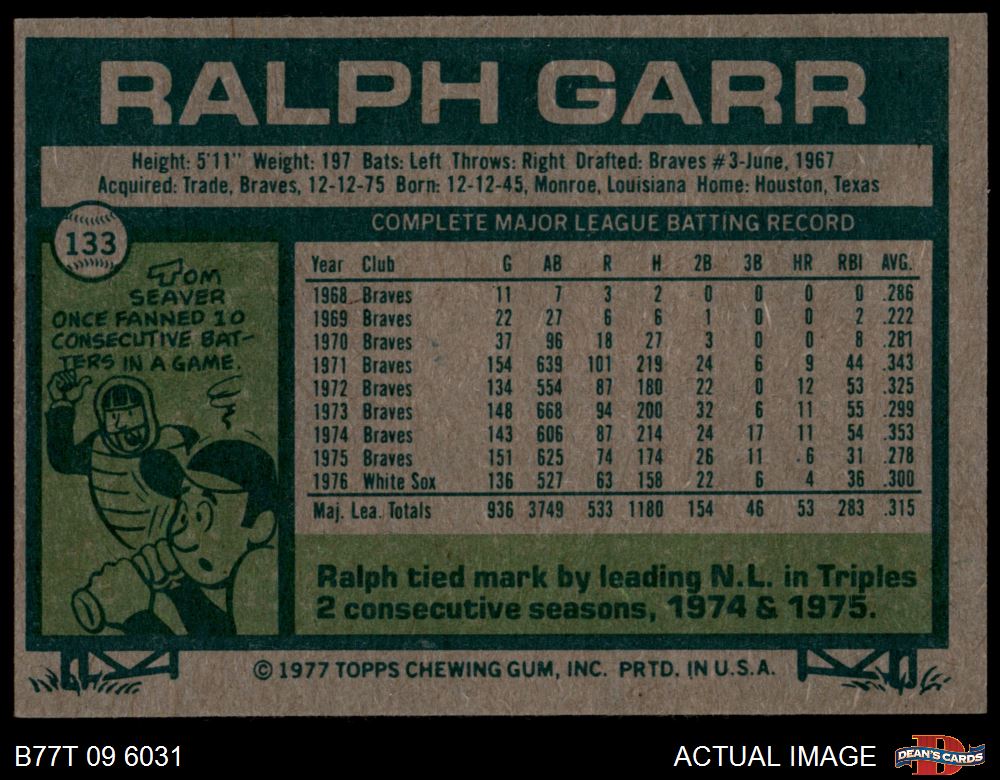 RALPH GARR
Height: 5'11" Weight: 197 Bats: Left Throws: Right Drafted: Braves #3-June, 1967
Acquired: Trade, Braves, 12-12-75 Born: 12-12-45, Monroe, Louisiana Home: Houston, Texas
133
TOM
SEAVER
ONCE FANNED 10
CONSECUTIVE BAT-
TERS IN A GAME.
COMPLETE MAJOR LEAGUE BATTING RECORD
Year Club G AB R H 2B 3B HR RBI AVG.
1968 Braves 11 7 3 2 0 0 0 0 .286
1969 Braves 22 27 6 6 1 0 0 2 .222
1970 Braves 37 96 18 27 3 0 0 8 .281
1971 Braves 154 639 101 219 24 6 9 44 .343
1972 Braves 134 554 87 180 22 0 12 53 .325
1973 Braves 148 668 94 200 32 6 11 55 .299
1974 Braves 143 606 87 214 24 17 11 54 .353
1975 Braves 151 625 74 174 26 11 6 31 .278
1976 White Sox 136 527 63 158 22 6 4 36 .300
Maj. Lea. Totals 936 3749 533 1180 154 46 53 283 .315
Ralph tied mark by leading N.L. in Triples
2 consecutive seasons, 1974 & 1975.
© 1977 TOPPS CHEWING GUM, INC. PRTD. IN U.S.A.
B77T 09 6031
ACTUAL IMAGE
D
DEAN'S CARDS